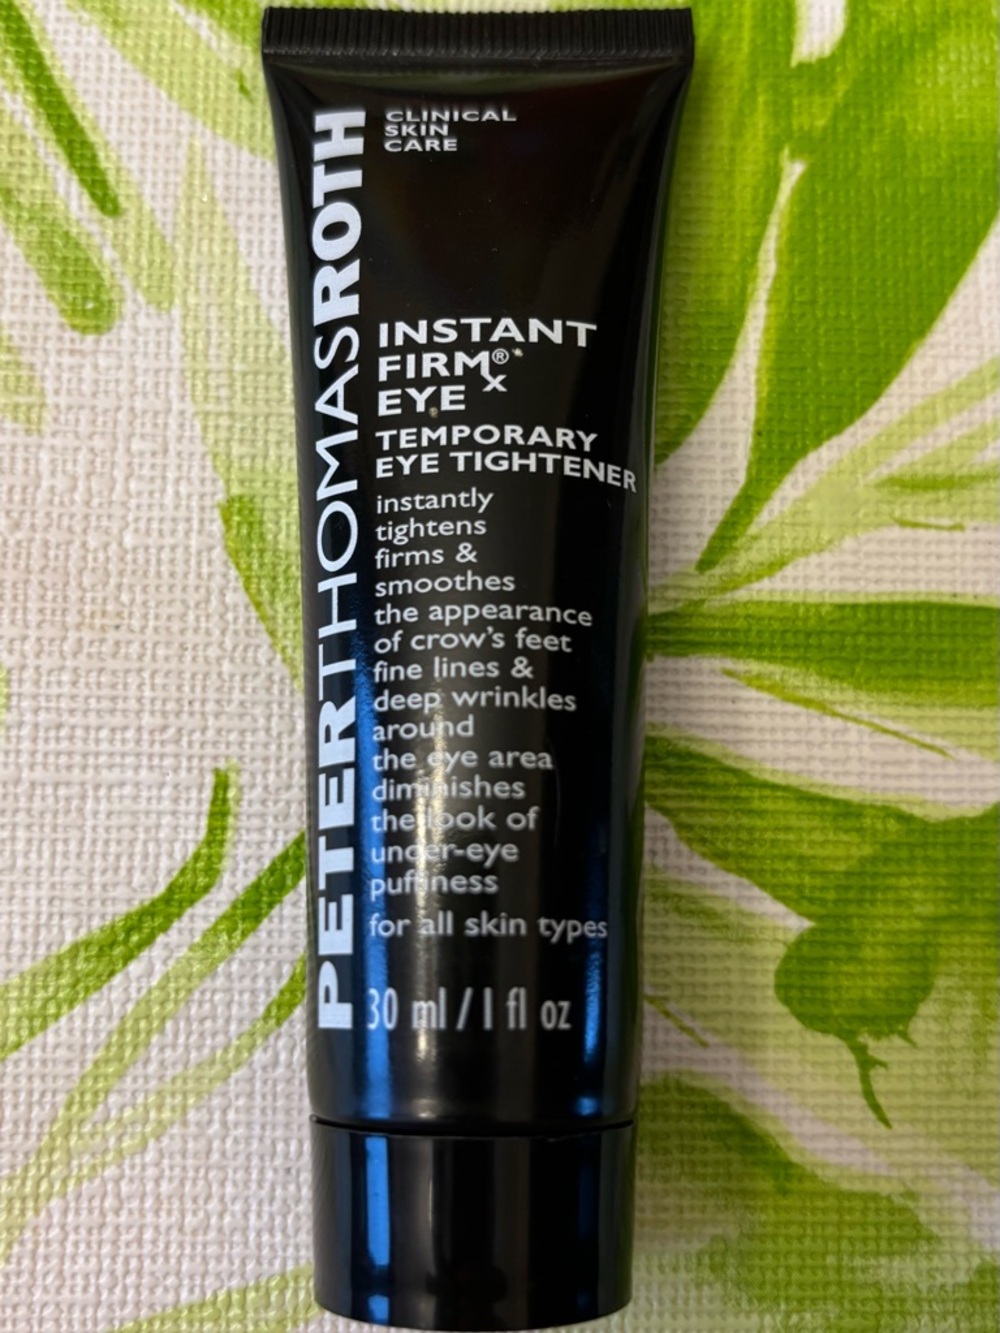 PETERTHOMASROTH
CLINICAL
SKIN
CARE
INSTANT
FIRMx®
EYE
TEMPORARY
EYE TIGHTENER
instantly
tightens
firms &
smoothes
the appearance
of crow's feet
fine lines &
deep wrinkles
around
the eye area
diminishes
the look of
under-eye
puffiness
for all skin types
30 ml / 1 fl oz